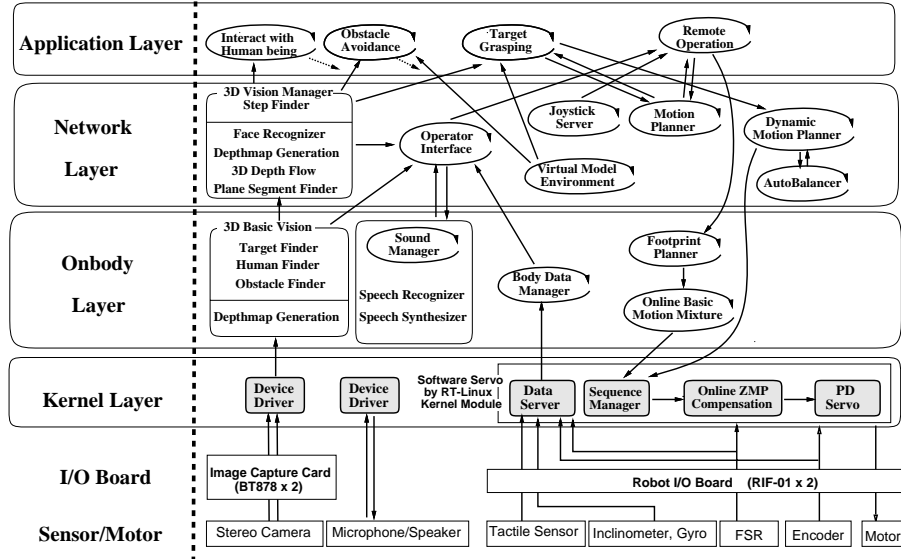 Application Layer
Interact with
Human being
Obstacle
Avoidance
Target
Grasping
Remote
Operation
Network
Layer
3D Vision Manager
Step Finder
Face Recognizer
Depthmap Generation
3D Depth Flow
Plane Segment Finder
Operator
Interface
Joystick
Server
Motion
Planner
Dynamic
Motion Planner
Virtual Model
Environment
AutoBalancer
Onbody
Layer
3D Basic Vision
Target Finder
Human Finder
Obstacle Finder
Depthmap Generation
Sound
Manager
Speech Recognizer
Speech Synthesizer
Body Data
Manager
Footprint
Planner
Online Basic
Motion Mixture
Kernel Layer
Device
Driver
Device
Driver
Software Servo
by RT-Linux
Kernel Module
Data
Server
Sequence
Manager
Online ZMP
Compensation
PD
Servo
I/O Board
Image Capture Card
(BT878 x 2)
Robot I/O Board (RIF-01 x 2)
Sensor/Motor
Stereo Camera
Microphone/Speaker
Tactile Sensor
Inclinometer, Gyro
FSR
Encoder
Motor